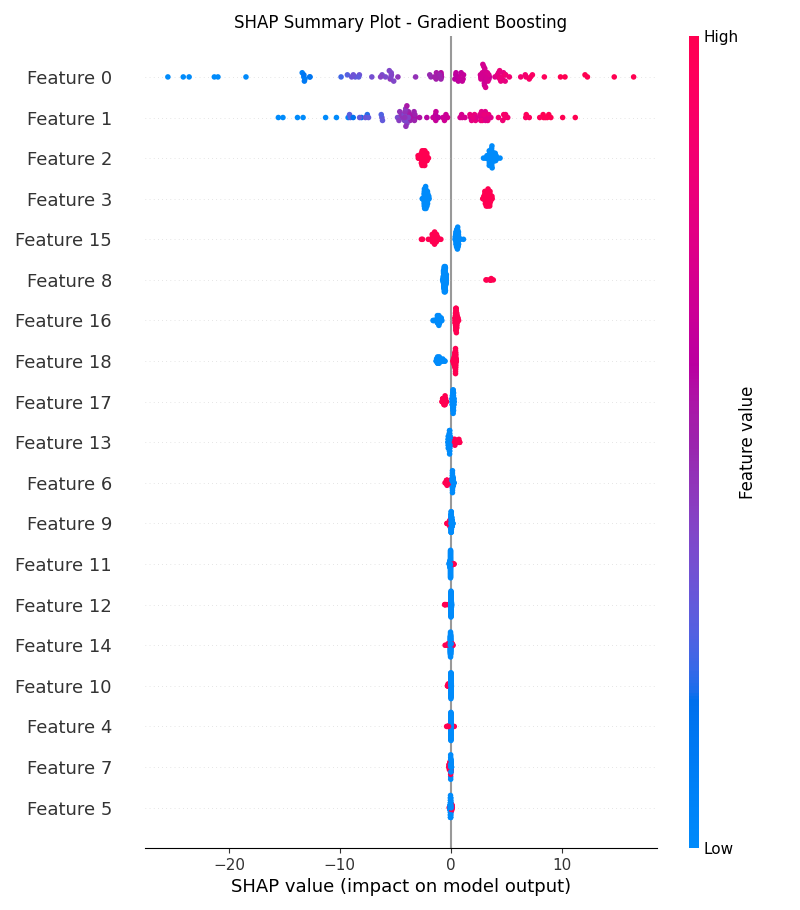 SHAP Summary Plot - Gradient Boosting
High
Feature 0
Feature 1
Feature 2
Feature 3
Feature 15
Feature 8
Feature 16
Feature 18
Feature 17
Feature 13
Feature 6
Feature 9
Feature 11
Feature 12
Feature 14
Feature 10
Feature 4
Feature 7
Feature 5
Feature value
Low
−20 −10 0 10
SHAP value (impact on model output)